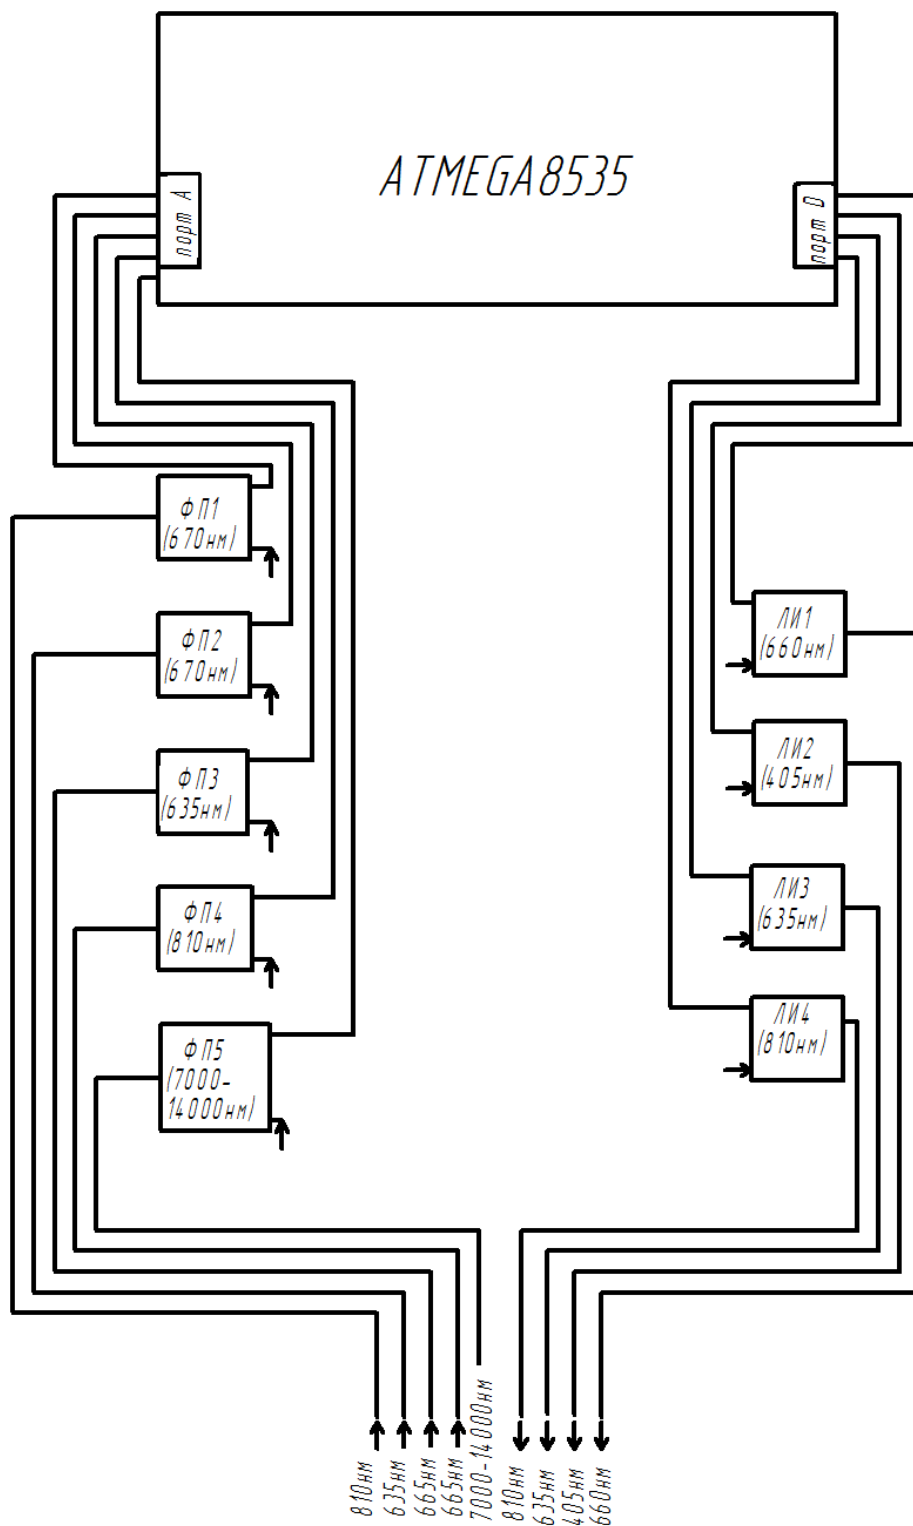 ATMEGA8535
порт A
порт D
ФП1
(670нм)
ФП2
(670нм)
ФП3
(635нм)
ФП4
(810нм)
ФП5
(7000-
14000нм)
ЛИ1
(660нм)
ЛИ2
(405нм)
ЛИ3
(635нм)
ЛИ4
(810нм)
810нм
635нм
665нм
665нм
7000-14000нм
810нм
635нм
405нм
660нм